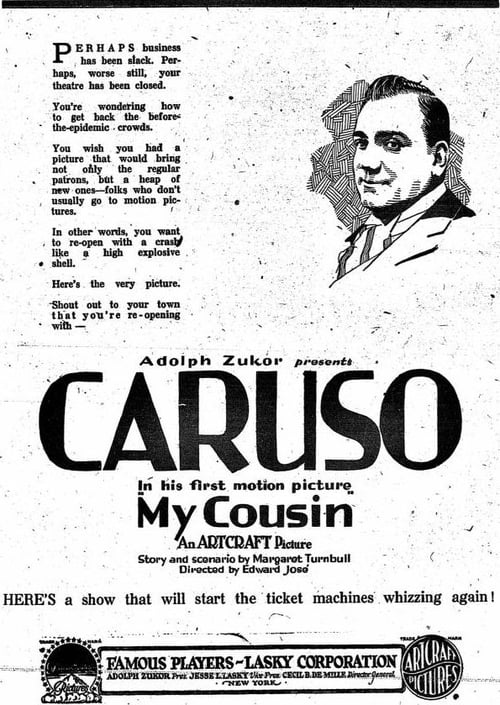 PERHAPS business
has been slack. Per-
haps, worse still, your
theatre has been closed.
You're wondering how
to get back the before-
the-epidemic crowds.
You wish you had a
picture that would bring
not only the regular
patrons, but a heap of
new ones—folks who don't
usually go to motion pic-
tures.
In other words, you want
to re-open with a crash
like a high explosive
shell.
Here's the very picture.
Shout out to your town
that you're re-opening
with—
Adolph Zukor presents
CARUSO
In his first motion picture
"My Cousin"
An ARTCRAFT Picture
Story and scenario by Margaret Turnbull
Directed by Edward José
HERE'S a show that will start the ticket machines whizzing again!
TRADE MARK
Paramount Pictures
FAMOUS PLAYERS-LASKY CORPORATION
ADOLPH ZUKOR Pres. JESSE L. LASKY Vice Pres. CECIL B. DE MILLE Director General
NEW YORK
TRADE MARK
ARTCRAFT
PICTURES